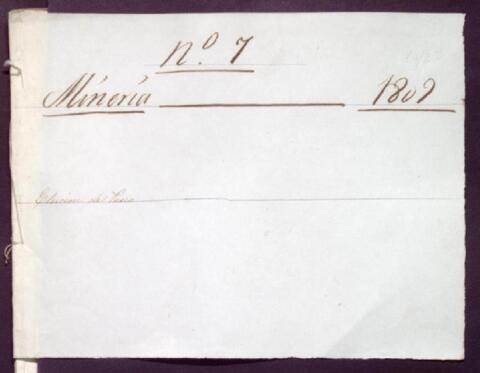 Nº 7
Minería 1809